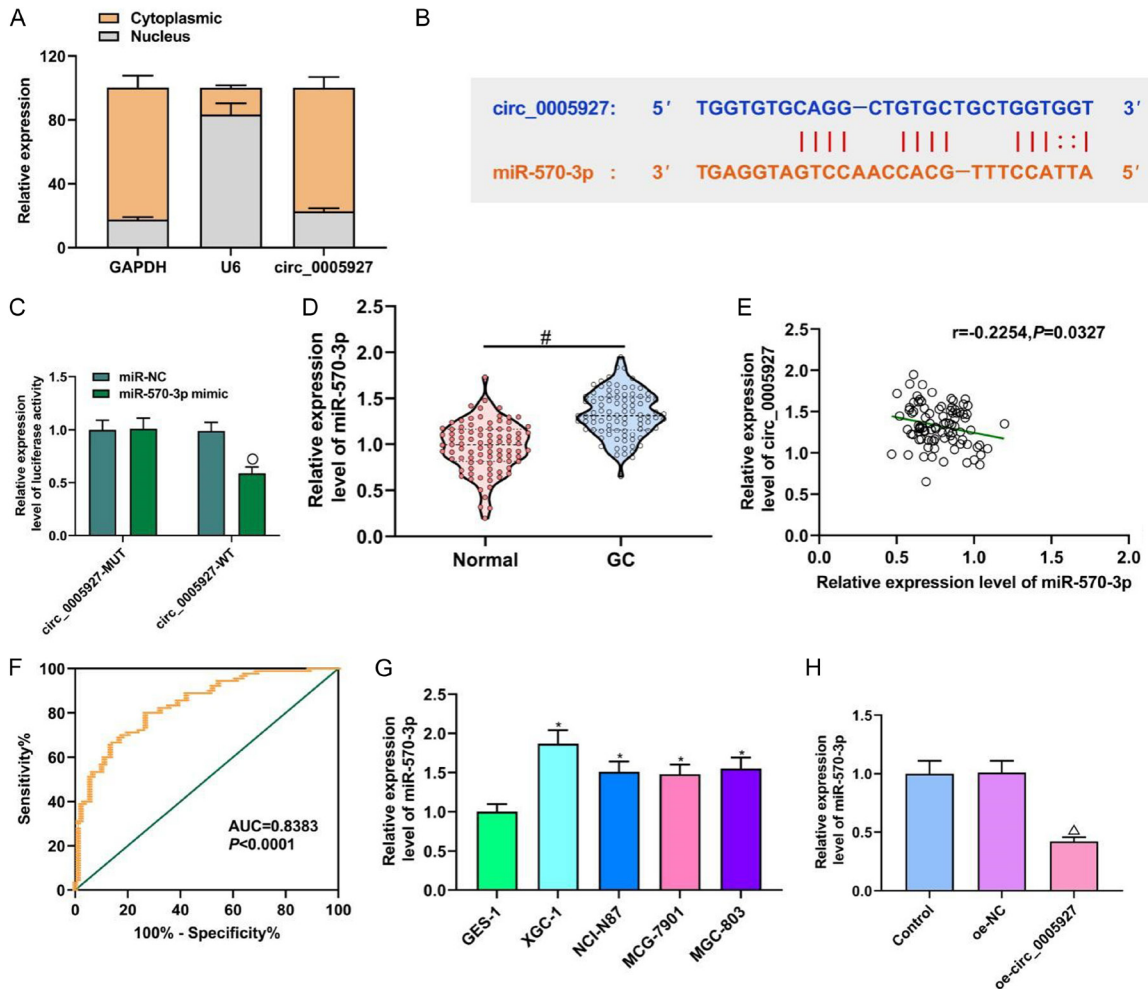 A
Cytoplasmic
Nucleus
Relative expression
120
80
40
0
GAPDH U6 circ_0005927
B
circ_0005927: 5′ TGGTGTGCAGG—CTGTGCTGCTGGTGGT 3′
miR-570-3p : 3′ TGAGGTAGTCCAACCACG—TTTCCATTA 5′
C
miR-NC
miR-570-3p mimic
Relative expression
level of luciferase activity
1.5
1.0
0.5
0.0
circ_0005927-MUT
circ_0005927-WT
D
Relative expression
level of miR-570-3p
2.5
2.0
1.5
1.0
0.5
0.0
#
Normal GC
E
r=-0.2254,P=0.0327
Relative expression
level of circ_0005927
2.5
2.0
1.5
1.0
0.5
0.0
0.0 0.5 1.0 1.5 2.0
Relative expression level of miR-570-3p
F
Sensitivity%
100
80
60
40
20
0
AUC=0.8383
P<0.0001
0 20 40 60 80 100
100% - Specificity%
G
Relative expression
level of miR-570-3p
2.5
2.0
1.5
1.0
0.5
0.0
* * * *
GES-1
XGC-1
NCI-N87
MCG-7901
MGC-803
H
Relative expression
level of miR-570-3p
1.5
1.0
0.5
0.0
△
Control
oe-NC
oe-circ_0005927